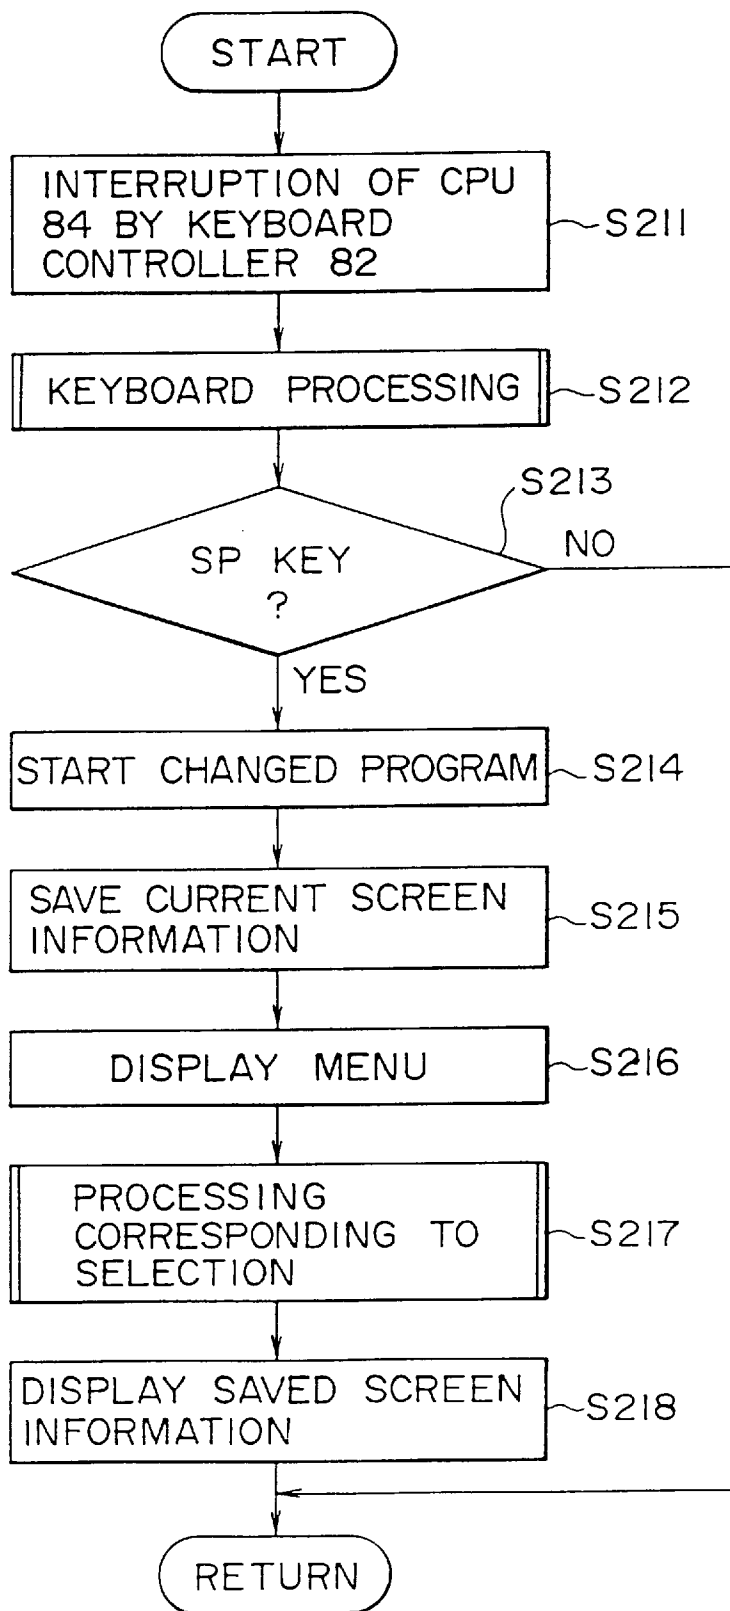 START
INTERRUPTION OF CPU
84 BY KEYBOARD
CONTROLLER 82
S211
KEYBOARD PROCESSING
S212
S213
SP KEY
?
NO
YES
START CHANGED PROGRAM
S214
SAVE CURRENT SCREEN
INFORMATION
S215
DISPLAY MENU
S216
PROCESSING
CORRESPONDING TO
SELECTION
S217
DISPLAY SAVED SCREEN
INFORMATION
S218
RETURN